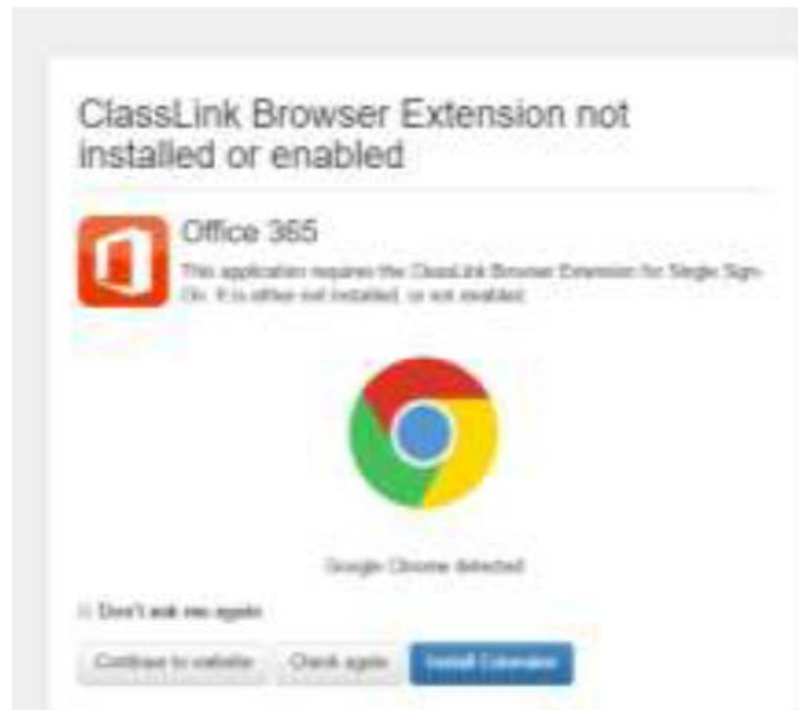 ClassLink Browser Extension not
installed or enabled
Office 365
This application requires the ClassLink Browser Extension for Single Sign-
On. It is either not installed, or not enabled.
Google Chrome detected
Don't ask me again
Continue to website
Check again
Install Extension